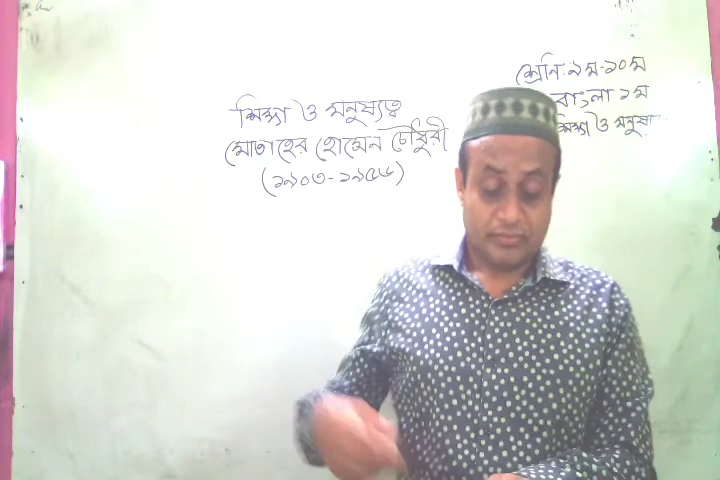 শিক্ষা ও মনুষ্যত্ব
মোতাহের হোসেন চৌধুরী
(১৯০৩-১৯৫৬)
শ্রেনি-৯ম-১০ম
বাংলা ১ম
শিক্ষা ও মনুষ্য